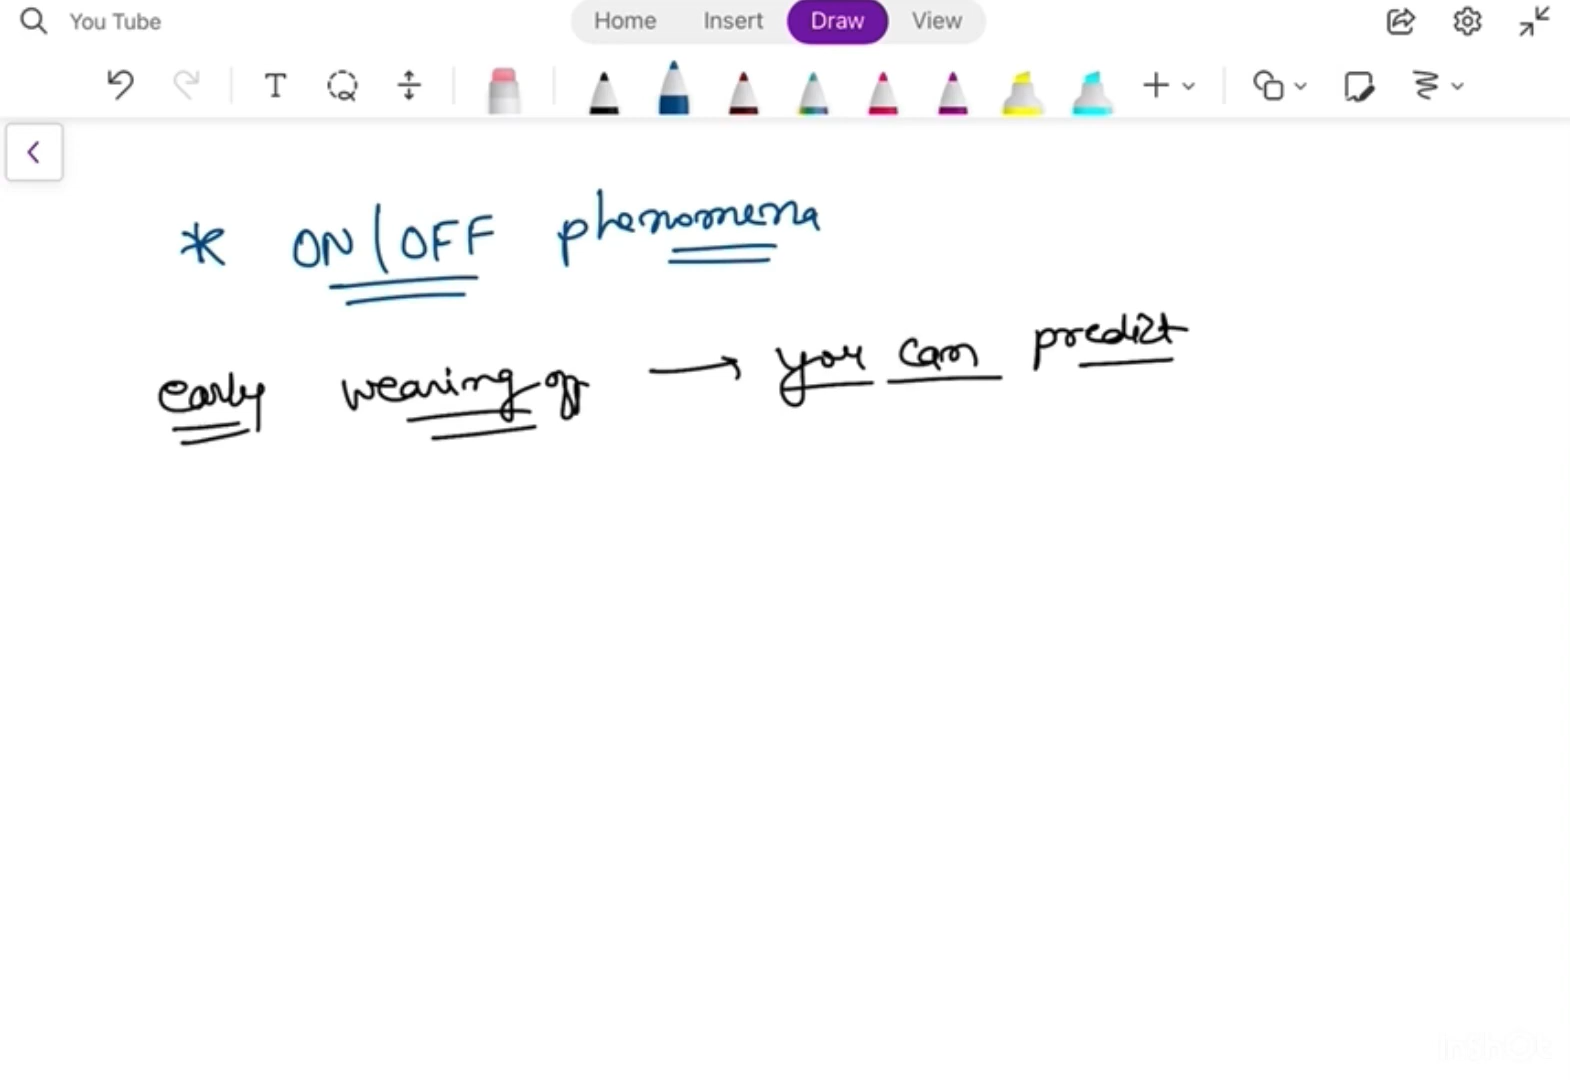 You Tube Home Insert Draw View
T
* ON/OFF phenomena
early wearing off → you can predict